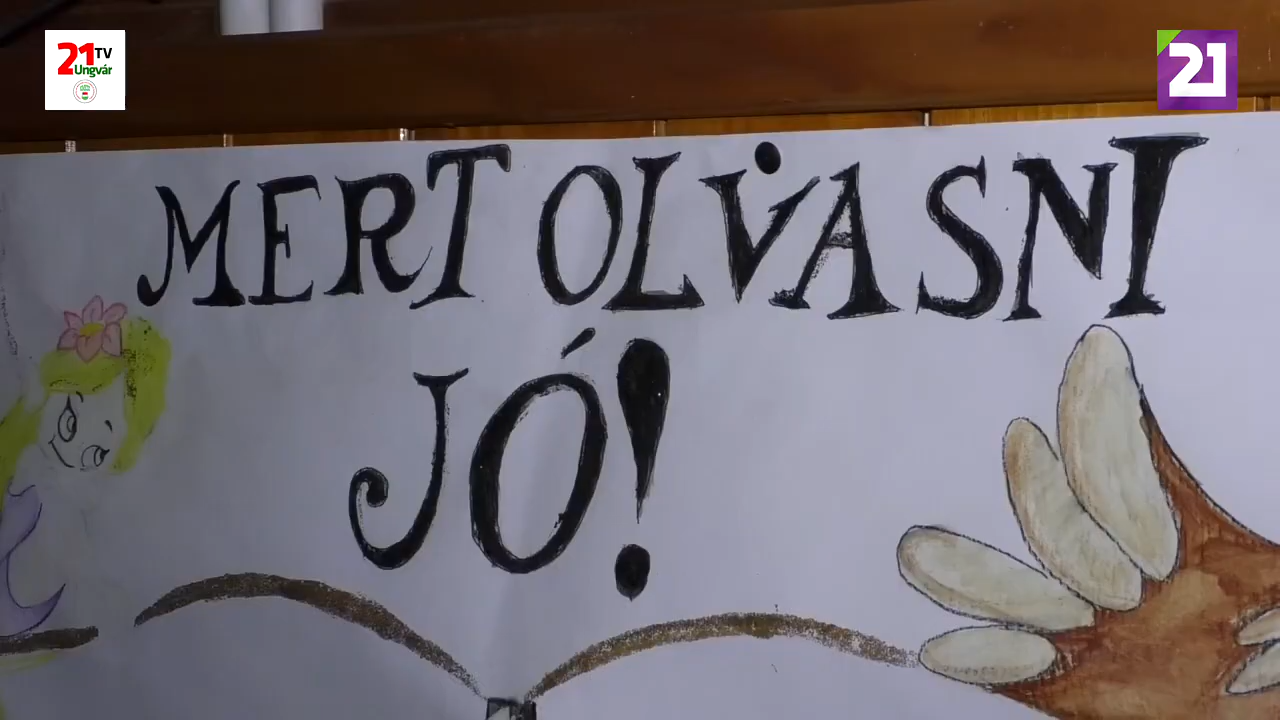 21 TV
Ungvár
21
MERT OLVASNI
JÓ!